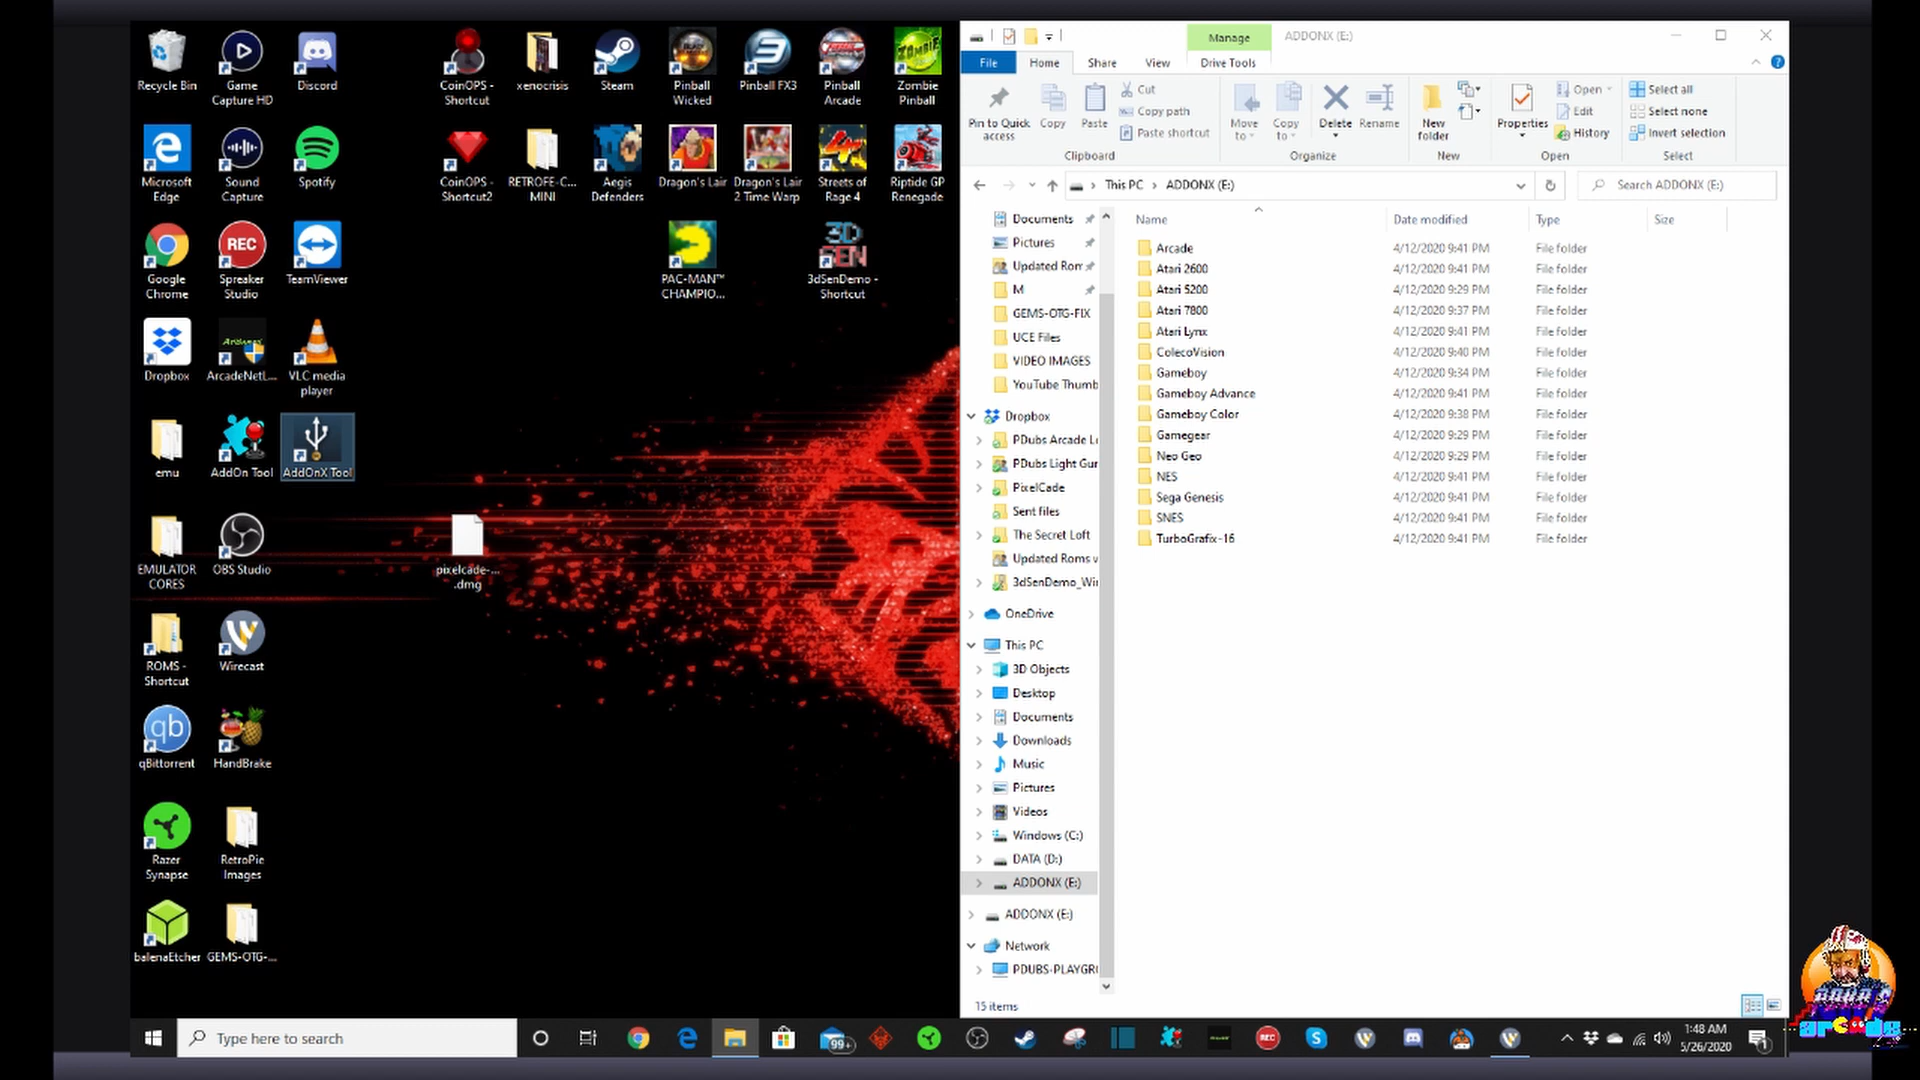 Recycle Bin
Game Capture HD
Discord
CoinOPS - Shortcut
xenocrisis
Steam
Pinball Wicked
Pinball FX3
Pinball Arcade
Zombie Pinball
Microsoft Edge
Sound Capture
Spotify
CoinOPS - Shortcut2
RETROFE-C... MINI
Aegis Defenders
Dragon's Lair
Dragon's Lair 2 Time Warp
Streets of Rage 4
Riptide GP Renegade
Google Chrome
REC
Spreaker Studio
TeamViewer
PAC-MAN™ CHAMPIO...
3D SEN
3dSenDemo - Shortcut
Dropbox
ArcadeNetL...
VLC media player
emu
AddOn Tool
AddOnX Tool
EMULATOR CORES
OBS Studio
pixelcade-... .dmg
ROMS - Shortcut
Wirecast
qb
qBittorrent
HandBrake
Razer Synapse
RetroPie Images
balenaEtcher
GEMS-OTG-...
Manage
ADDONX (E:)
File
Home
Share
View
Drive Tools
Pin to Quick access
Copy
Paste
Cut
Copy path
Paste shortcut
Move to
Copy to
Delete
Rename
New folder
Properties
Open
Edit
History
Select all
Select none
Invert selection
Clipboard
Organize
New
Open
Select
This PC > ADDONX (E:)
Search ADDONX (E:)
Documents
Pictures
Updated Rom
M
GEMS-OTG-FIX
UCE Files
VIDEO IMAGES
YouTube Thumb
Dropbox
PDubs Arcade L
PDubs Light Gu
PixelCade
Sent files
The Secret Loft
Updated Roms v
3dSenDemo_Wi
OneDrive
This PC
3D Objects
Desktop
Documents
Downloads
Music
Pictures
Videos
Windows (C:)
DATA (D:)
ADDONX (E:)
ADDONX (E:)
Network
PDUBS-PLAYGR
Name Date modified Type Size
Arcade 4/12/2020 9:41 PM File folder
Atari 2600 4/12/2020 9:41 PM File folder
Atari 5200 4/12/2020 9:29 PM File folder
Atari 7800 4/12/2020 9:37 PM File folder
Atari Lynx 4/12/2020 9:41 PM File folder
ColecoVision 4/12/2020 9:40 PM File folder
Gameboy 4/12/2020 9:34 PM File folder
Gameboy Advance 4/12/2020 9:41 PM File folder
Gameboy Color 4/12/2020 9:38 PM File folder
Gamegear 4/12/2020 9:29 PM File folder
Neo Geo 4/12/2020 9:29 PM File folder
NES 4/12/2020 9:41 PM File folder
Sega Genesis 4/12/2020 9:41 PM File folder
SNES 4/12/2020 9:41 PM File folder
TurboGrafix-16 4/12/2020 9:41 PM File folder
15 items
Type here to search
99+
REC
1:48 AM
5/26/2020
1
arcade